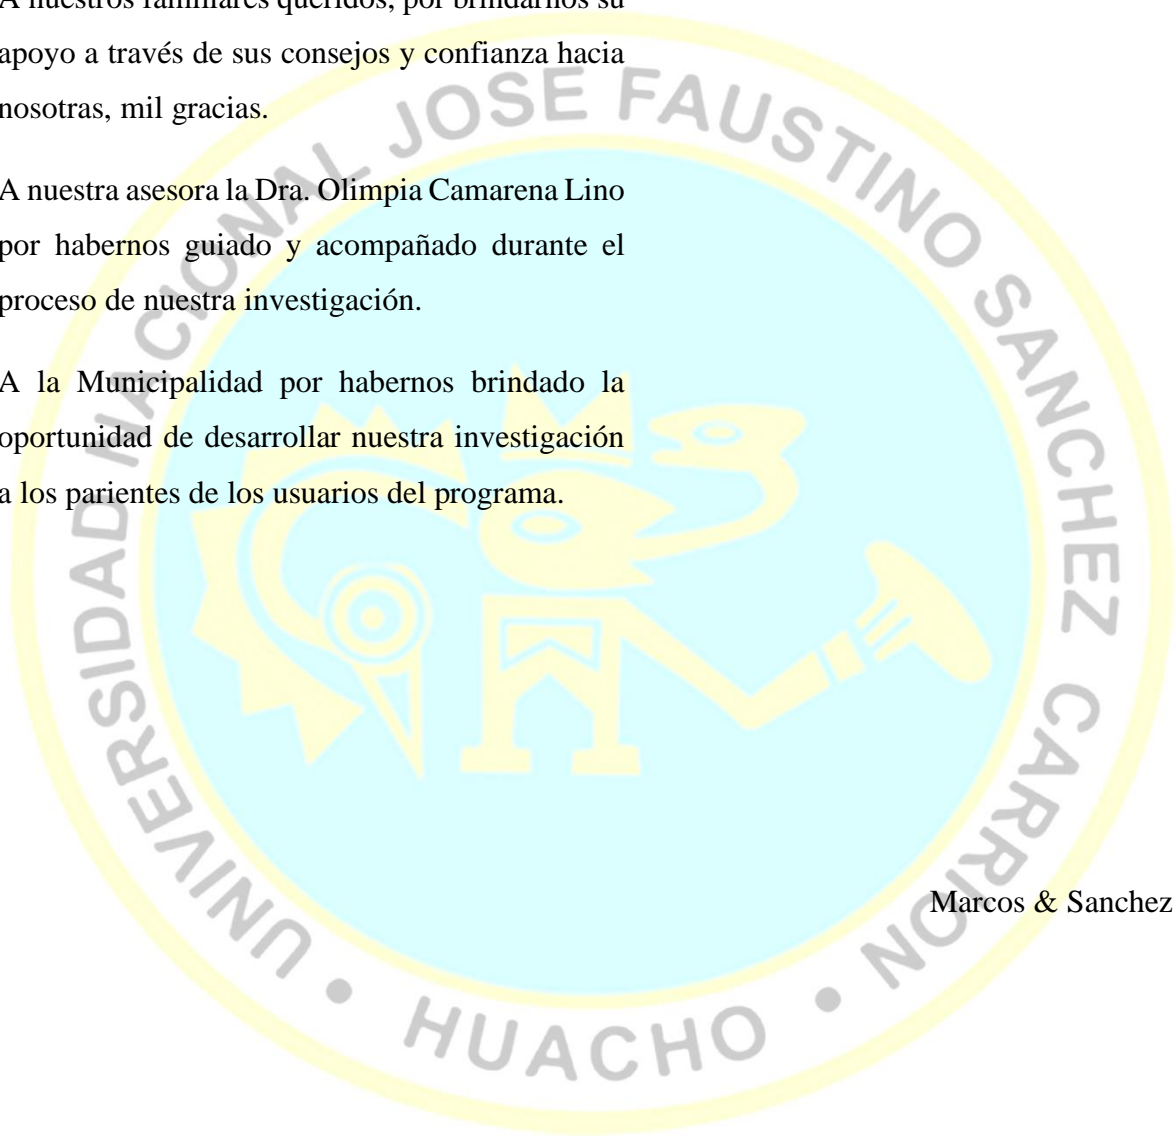 A nuestros familiares queridos, por brindarnos su
apoyo a través de sus consejos y confianza hacia
nosotras, mil gracias.
A nuestra asesora la Dra. Olimpia Camarena Lino
por habernos guiado y acompañado durante el
proceso de nuestra investigación.
A la Municipalidad por habernos brindado la
oportunidad de desarrollar nuestra investigación
a los parientes de los usuarios del programa.
Marcos & Sanchez
UNIVERSIDAD NACIONAL JOSE FAUSTINO SANCHEZ CARRION
• HUACHO •